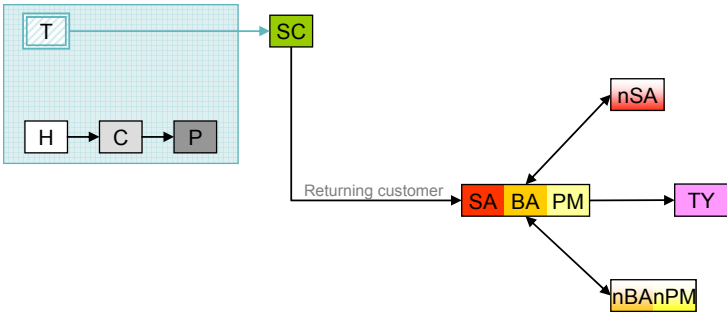 T
SC
nSA
H
C
P
Returning customer
SA BA PM
TY
nBAnPM